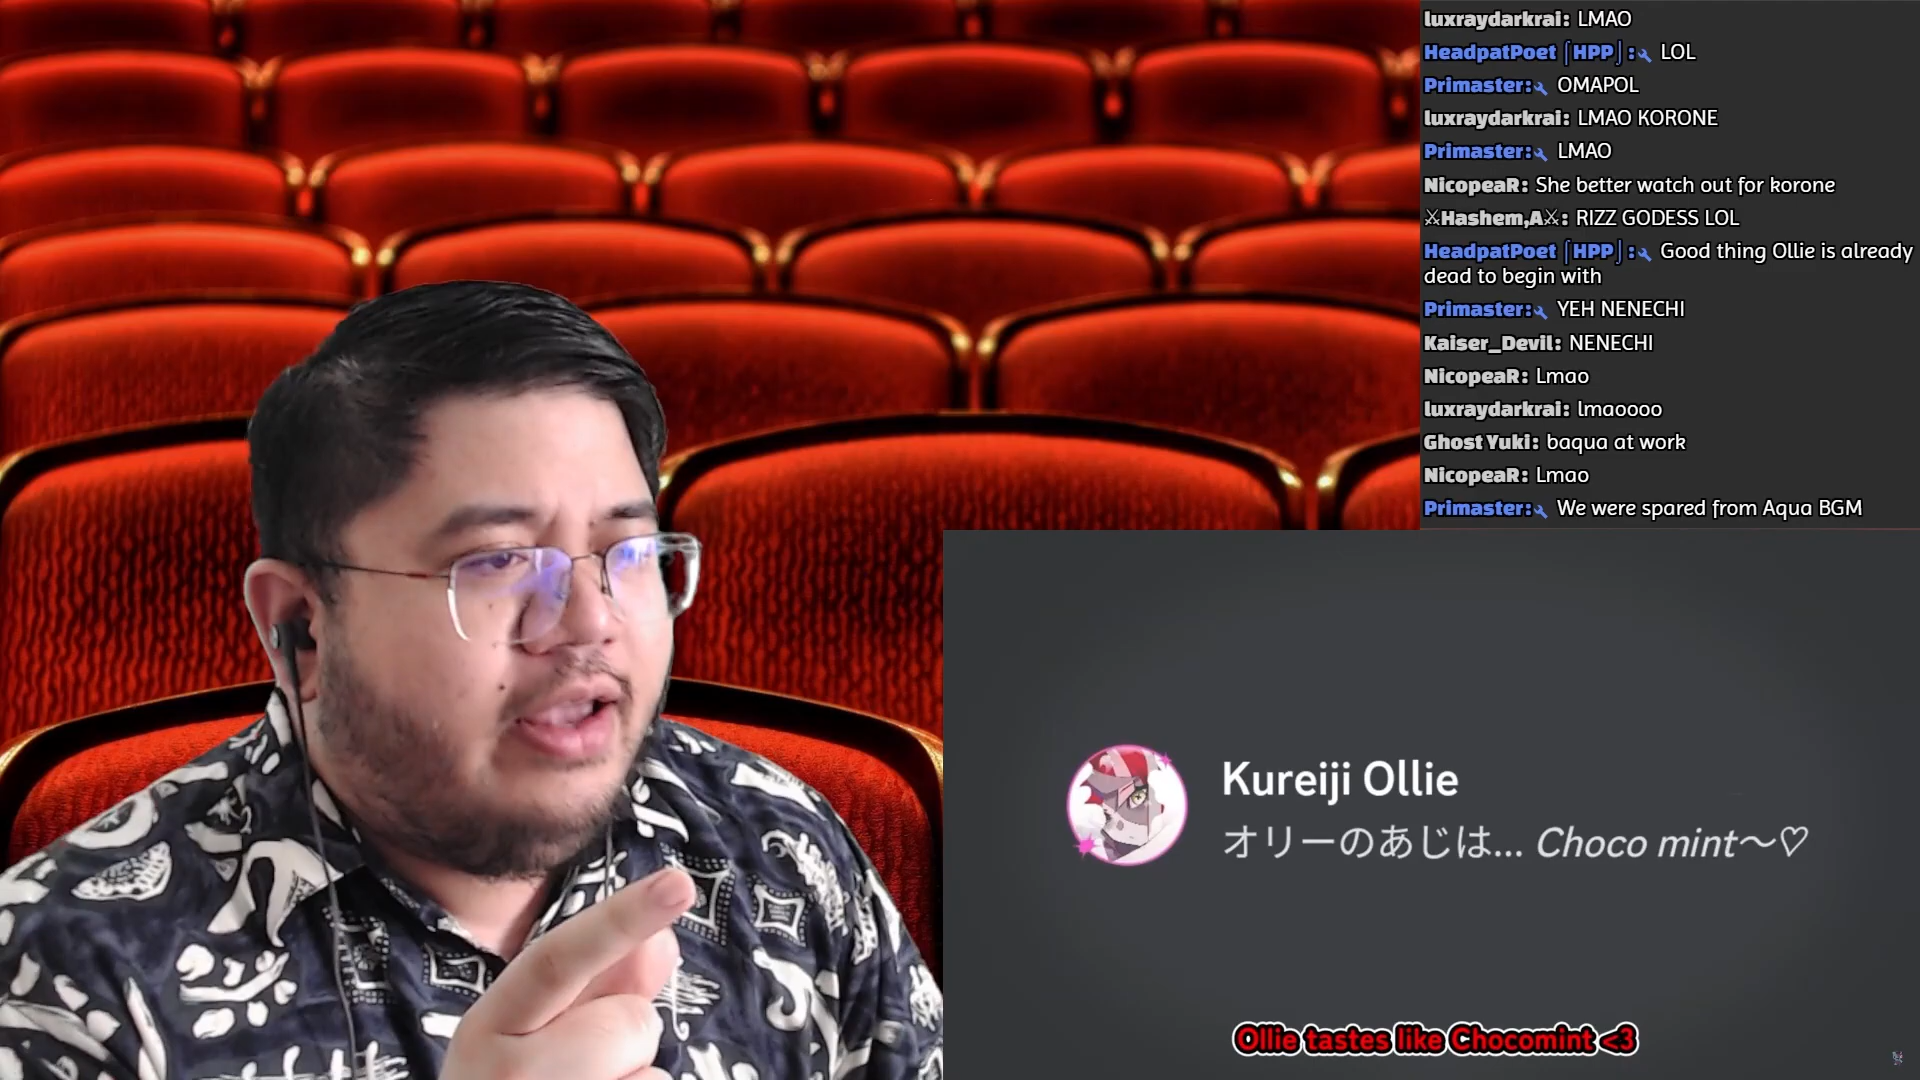 luxraydarkrai: LMAO
HeadpatPoet [HPP]: LOL
Primaster: OMAPOL
luxraydarkrai: LMAO KORONE
Primaster: LMAO
NicopeaR: She better watch out for korone
⚔Hashem,A⚔: RIZZ GODESS LOL
HeadpatPoet [HPP]: Good thing Ollie is already
dead to begin with
Primaster: YEH NENECHI
Kaiser_Devil: NENECHI
NicopeaR: Lmao
luxraydarkrai: lmaoooo
Ghost Yuki: baqua at work
NicopeaR: Lmao
Primaster: We were spared from Aqua BGM
Kureiji Ollie
オリーのあじは... Choco mint～♡
Ollie tastes like Chocomint <3